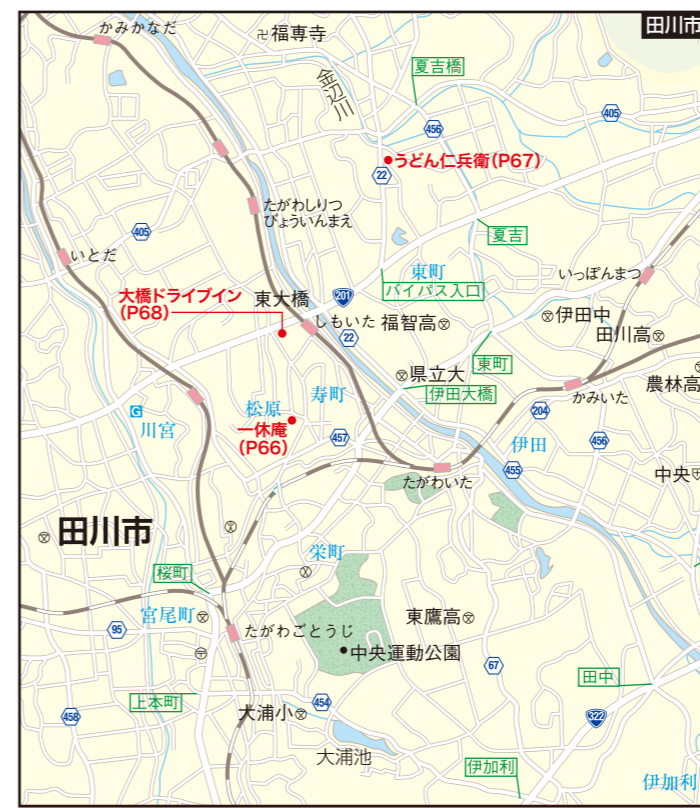 田川市
かみかなだ
卍福専寺
金辺川
夏吉橋
456
405
うどん仁兵衛(P67)
22
たがわしりつ
びょういんまえ
405
夏吉
いとだ
東町
いっぽんまつ
バイパス入口
大橋ドライブイン
(P68)
東大橋
201
しもいた
福智高
22
伊田中
田川高
東町
県立大
伊田大橋
かみいた
農林高
204
G
川宮
松原
寿町
一休庵
(P66)
457
伊田
456
455
中央
たがわいた
田川市
栄町
桜町
宮尾町
95
たがわごとうじ
東鷹高
中央運動公園
67
田中
上本町
454
大浦小
458
322
大浦池
伊加利
伊加利